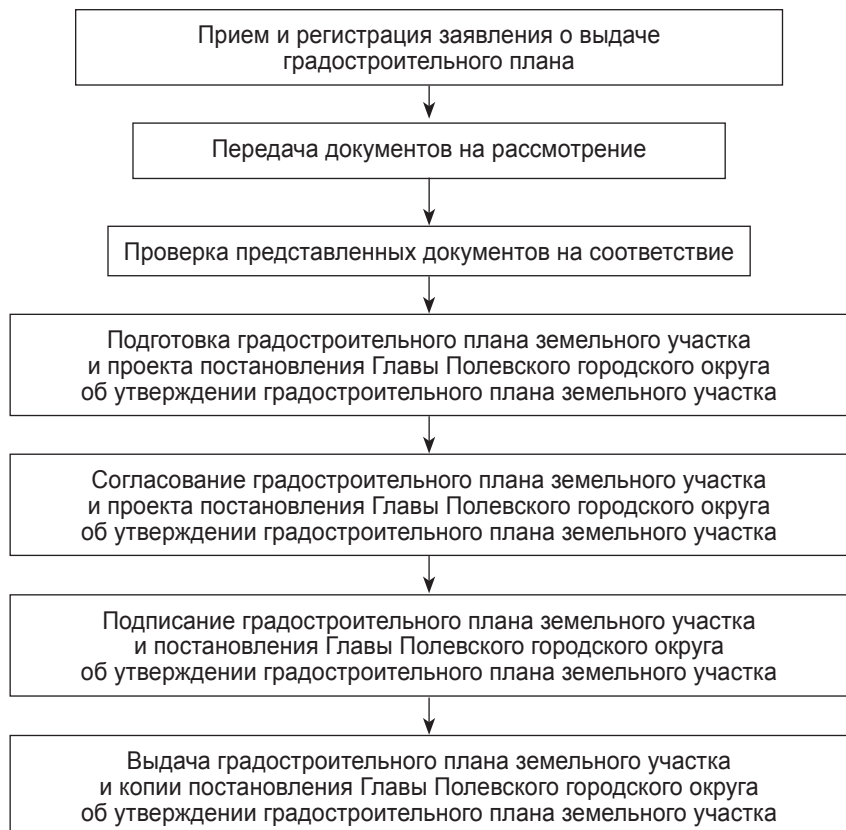 Прием и регистрация заявления о выдаче
градостроительного плана
Передача документов на рассмотрение
Проверка представленных документов на соответствие
Подготовка градостроительного плана земельного участка
и проекта постановления Главы Полевского городского округа
об утверждении градостроительного плана земельного участка
Согласование градостроительного плана земельного участка
и проекта постановления Главы Полевского городского округа
об утверждении градостроительного плана земельного участка
Подписание градостроительного плана земельного участка
и постановления Главы Полевского городского округа
об утверждении градостроительного плана земельного участка
Выдача градостроительного плана земельного участка
и копии постановления Главы Полевского городского округа
об утверждении градостроительного плана земельного участка